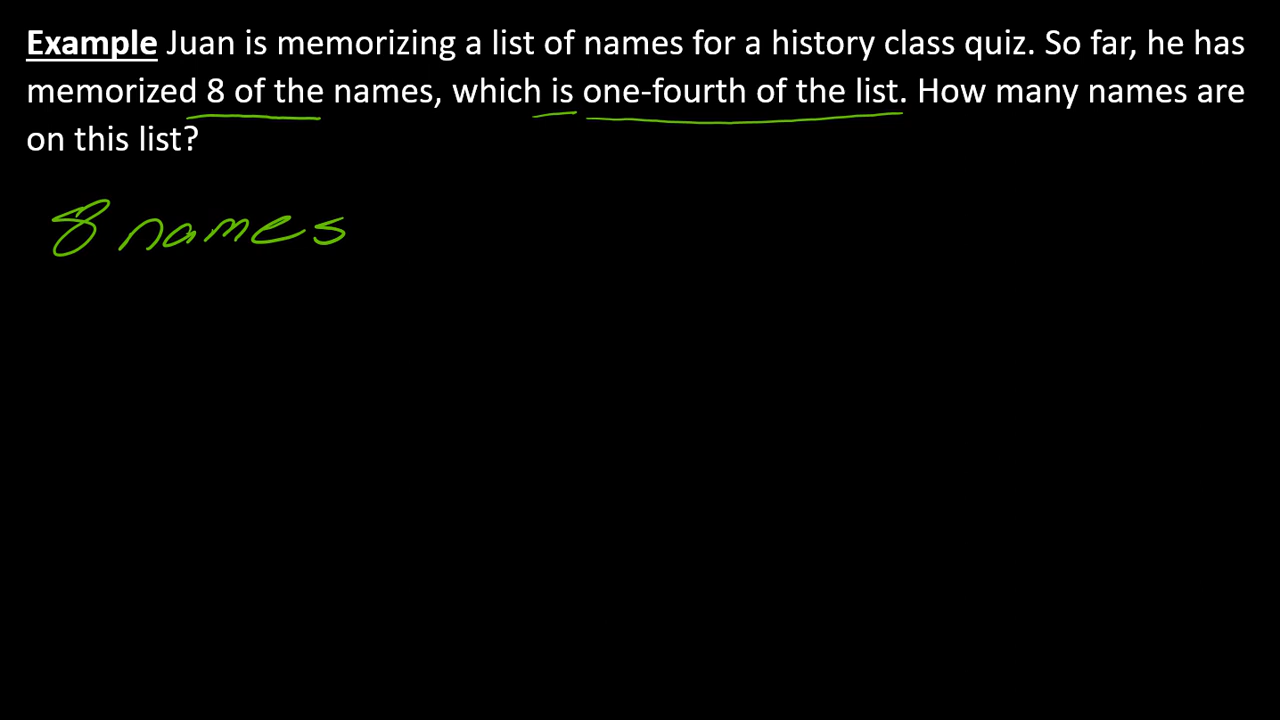 Example Juan is memorizing a list of names for a history class quiz. So far, he has
memorized 8 of the names, which is one-fourth of the list. How many names are
on this list?
8 names